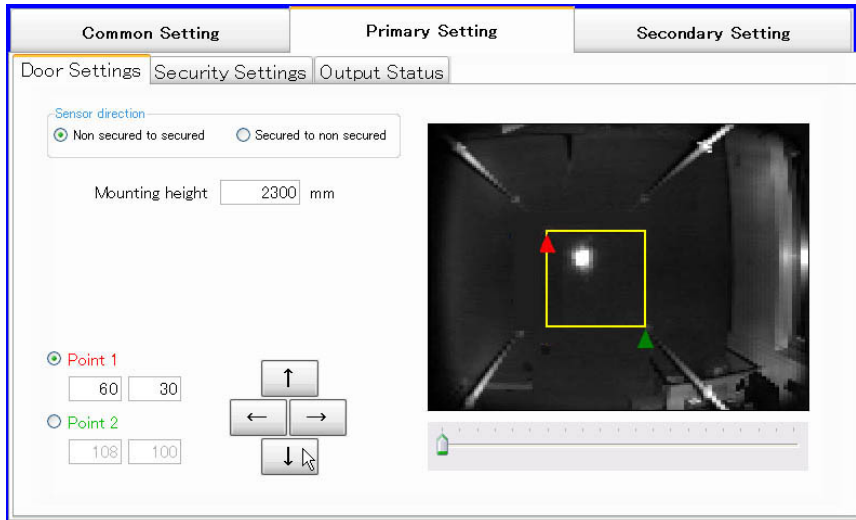 Common Setting
Primary Setting
Secondary Setting
Door Settings Security Settings Output Status
Sensor direction
Non secured to secured Secured to non secured
Mounting height 2300 mm
Point 1
60 30
↑
← →
Point 2
108 100
↓